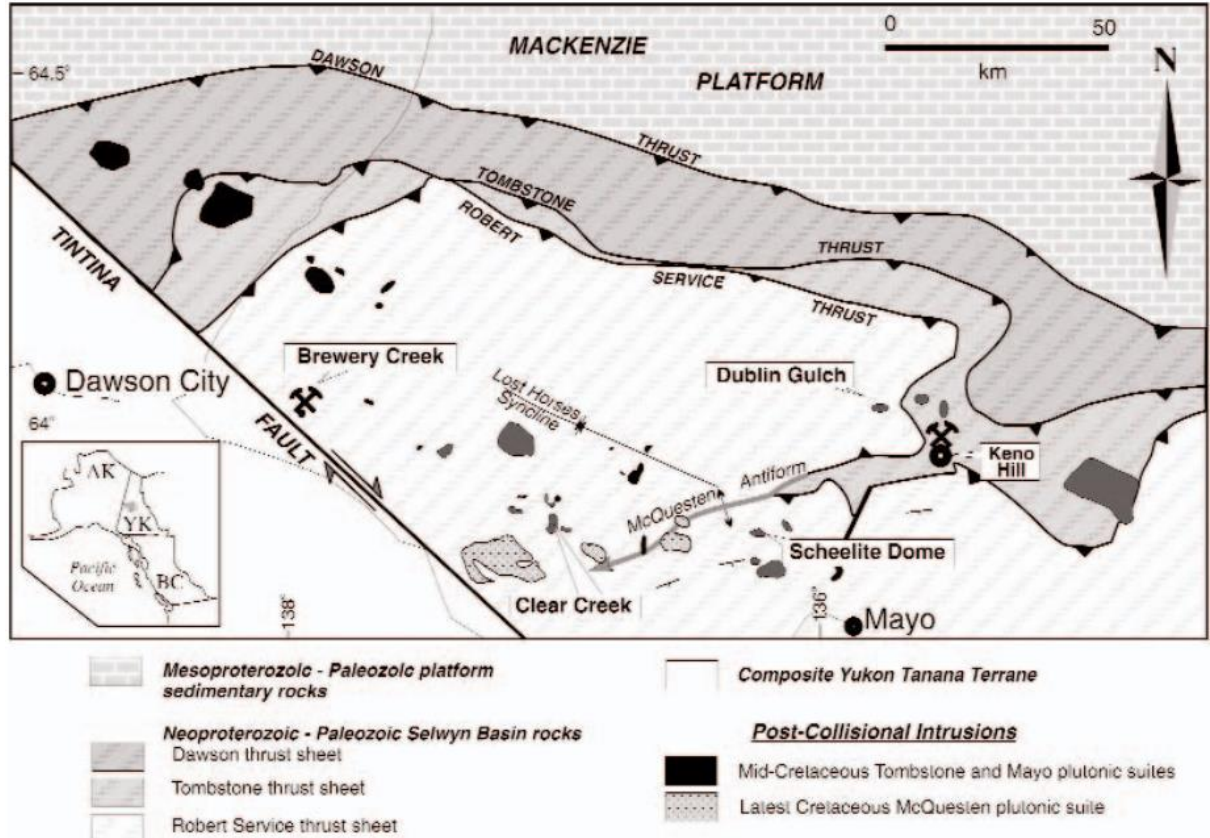 MACKENZIE
PLATFORM
0 50
km
N
64.5°
DAWSON
THRUST
TOMBSTONE
THRUST
ROBERT
SERVICE
THRUST
TINTINA
FAULT
Brewery Creek
Dawson City
64°
Lost Horses
Syncline
Dublin Gulch
Keno
Hill
McQuesten Antiform
Scheelite Dome
Clear Creek
138°
136°
Mayo
AK
YK
BC
Pacific
Ocean
Mesoproterozoic - Paleozoic platform
sedimentary rocks
Neoproterozoic - Paleozoic Selwyn Basin rocks
Dawson thrust sheet
Tombstone thrust sheet
Robert Service thrust sheet
Composite Yukon Tanana Terrane
Post-Collisional Intrusions
Mid-Cretaceous Tombstone and Mayo plutonic suites
Latest Cretaceous McQuesten plutonic suite